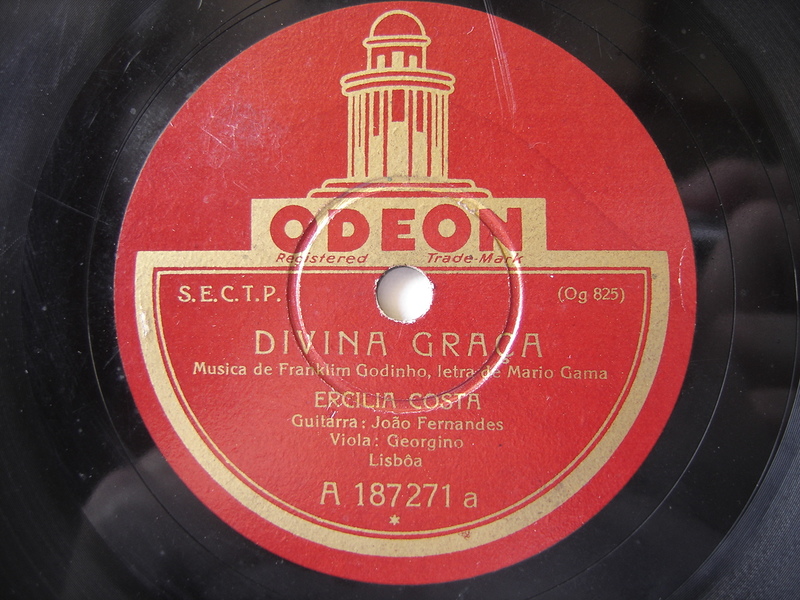 ODEON
Registered Trade-Mark
S.E.C.T.P. (Og 825)
DIVINA GRAÇA
Musica de Franklim Godinho, letra de Mario Gama
ERCILIA COSTA
Guitarra: João Fernandes
Viola: Georgino
Lisbôa
A 187271 a
*